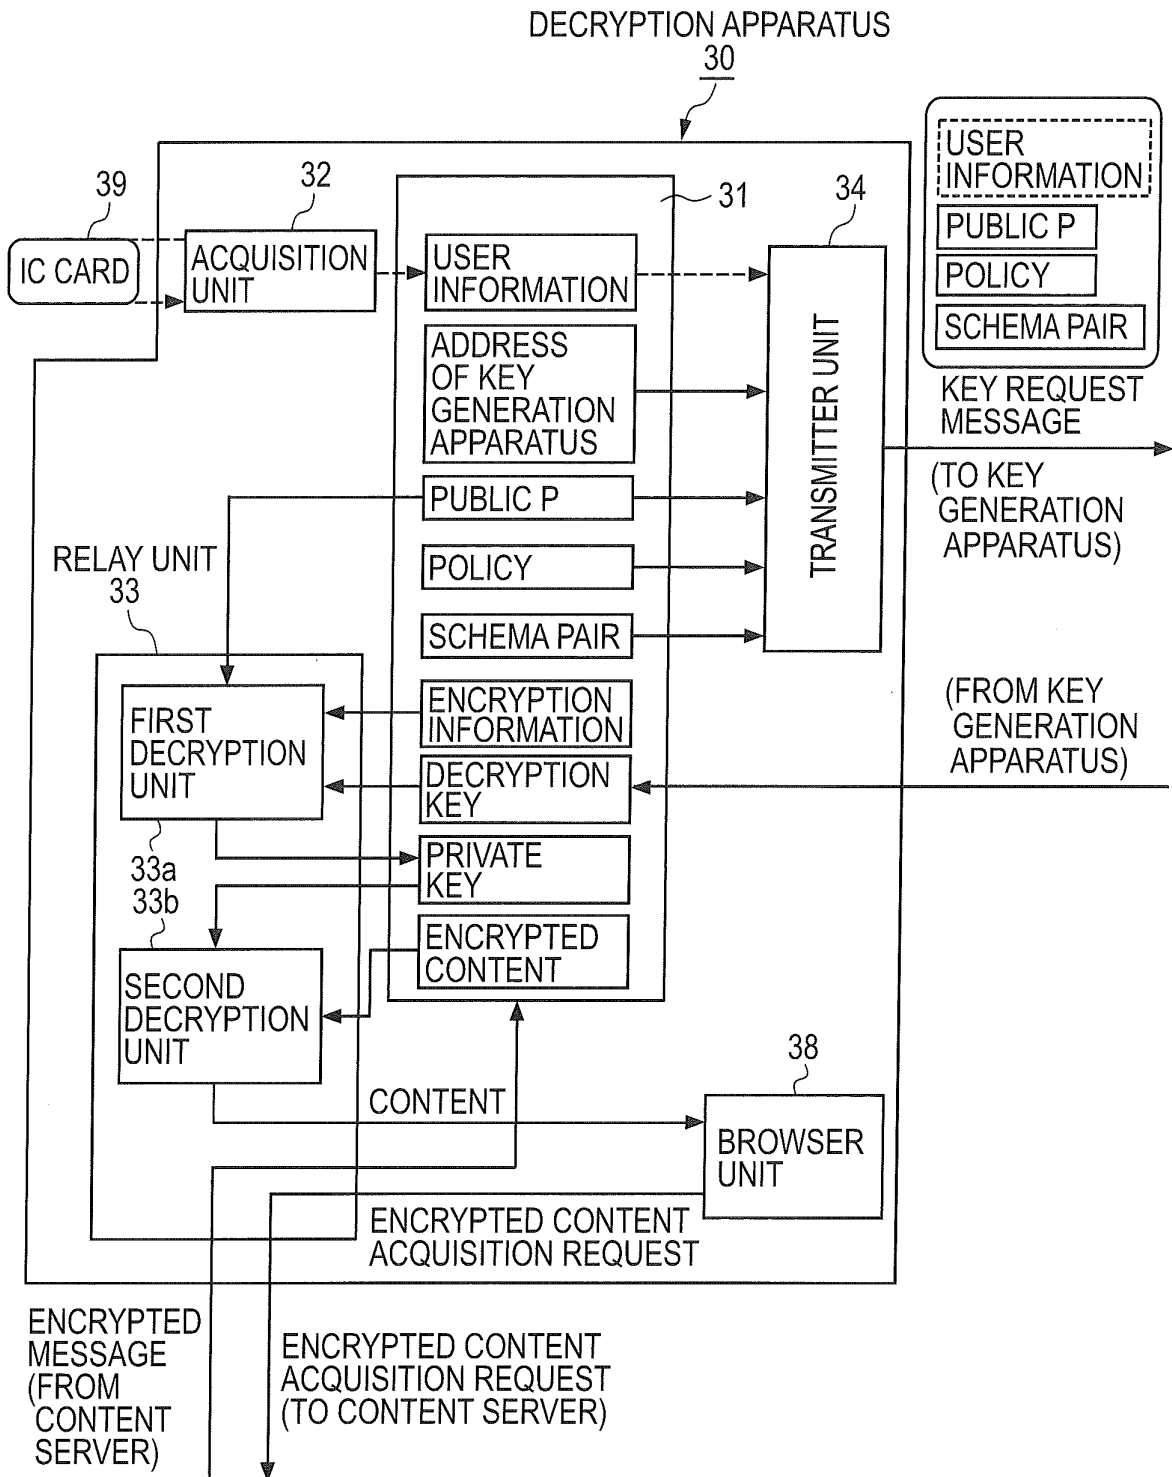 DECRYPTION APPARATUS
30
39
IC CARD
32
ACQUISITION
UNIT
31
USER
INFORMATION
ADDRESS
OF KEY
GENERATION
APPARATUS
PUBLIC P
POLICY
SCHEMA PAIR
ENCRYPTION
INFORMATION
DECRYPTION
KEY
PRIVATE
KEY
ENCRYPTED
CONTENT
34
TRANSMITTER UNIT
USER
INFORMATION
PUBLIC P
POLICY
SCHEMA PAIR
KEY REQUEST
MESSAGE
(TO KEY
GENERATION
APPARATUS)
(FROM KEY
GENERATION
APPARATUS)
RELAY UNIT
33
FIRST
DECRYPTION
UNIT
33a
33b
SECOND
DECRYPTION
UNIT
CONTENT
38
BROWSER
UNIT
ENCRYPTED CONTENT
ACQUISITION REQUEST
ENCRYPTED
MESSAGE
(FROM
CONTENT
SERVER)
ENCRYPTED CONTENT
ACQUISITION REQUEST
(TO CONTENT SERVER)